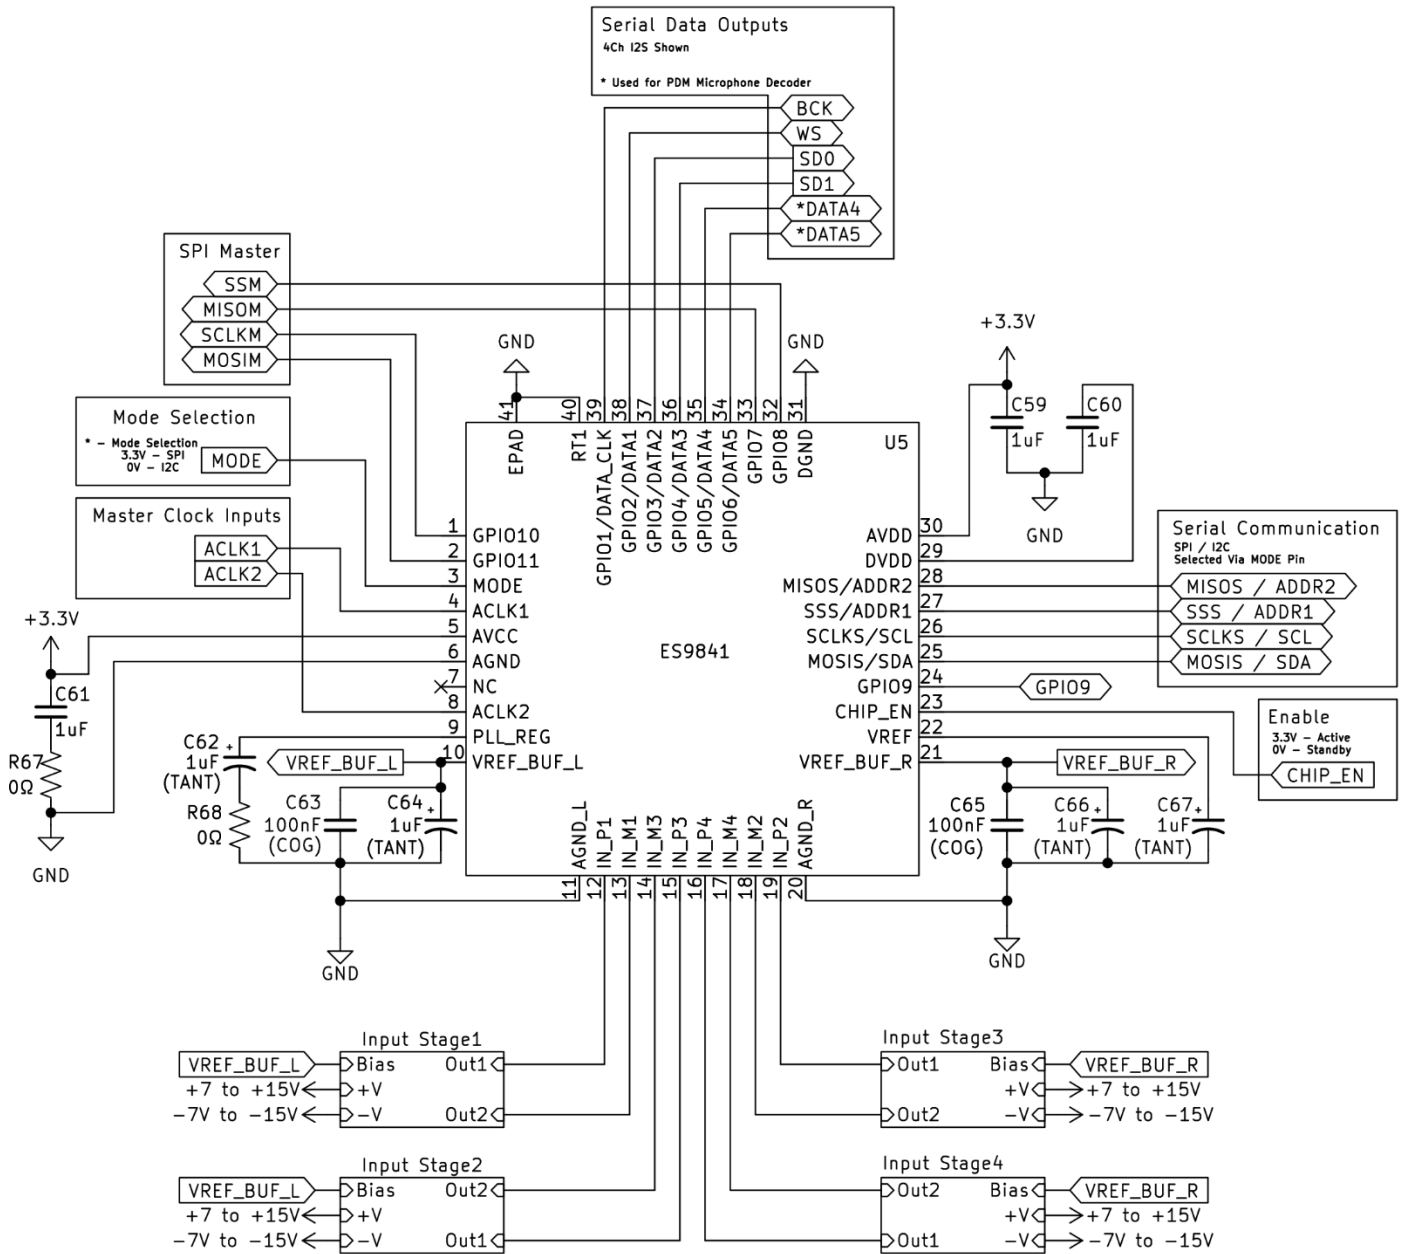 Serial Data Outputs
4Ch I2S Shown
* Used for PDM Microphone Decoder
BCK
WS
SD0
SD1
*DATA4
*DATA5
SPI Master
SSM
MISOM
SCLKM
MOSIM
Mode Selection
* – Mode Selection
3.3V – SPI
0V – I2C
MODE
Master Clock Inputs
ACLK1
ACLK2
GND
GND
+3.3V
C59
1uF
C60
1uF
GND
41
40
39
38
37
36
35
34
33
32
31
EPAD
RT1
GPIO1/DATA_CLK
GPIO2/DATA1
GPIO3/DATA2
GPIO4/DATA3
GPIO5/DATA4
GPIO6/DATA5
GPIO7
GPIO8
DGND
U5
ES9841
1 GPIO10
2 GPIO11
3 MODE
4 ACLK1
5 AVCC
6 AGND
7 NC
8 ACLK2
9 PLL_REG
10 VREF_BUF_L
AVDD 30
DVDD 29
MISOS/ADDR2 28
SSS/ADDR1 27
SCLKS/SCL 26
MOSIS/SDA 25
GPIO9 24
CHIP_EN 23
VREF 22
VREF_BUF_R 21
Serial Communication
SPI / I2C
Selected Via MODE Pin
MISOS / ADDR2
SSS / ADDR1
SCLKS / SCL
MOSIS / SDA
GPIO9
Enable
3.3V – Active
0V – Standby
CHIP_EN
+3.3V
C61
1uF
R67
0Ω
GND
C62 +
1uF
(TANT)
R68
0Ω
VREF_BUF_L
C63
100nF
(COG)
C64 +
1uF
(TANT)
GND
VREF_BUF_R
C65
100nF
(COG)
C66 +
1uF
(TANT)
C67 +
1uF
(TANT)
GND
AGND_L
IN_P1
IN_M1
IN_M3
IN_P3
IN_P4
IN_M4
IN_M2
IN_P2
AGND_R
11
12
13
14
15
16
17
18
19
20
Input Stage1
VREF_BUF_L Bias Out1
+7 to +15V +V
−7V to −15V −V Out2
Input Stage3
Out1 Bias VREF_BUF_R
+V +7 to +15V
Out2 −V −7V to −15V
Input Stage2
VREF_BUF_L Bias Out2
+7 to +15V +V
−7V to −15V −V Out1
Input Stage4
Out2 Bias VREF_BUF_R
+V +7 to +15V
Out1 −V −7V to −15V